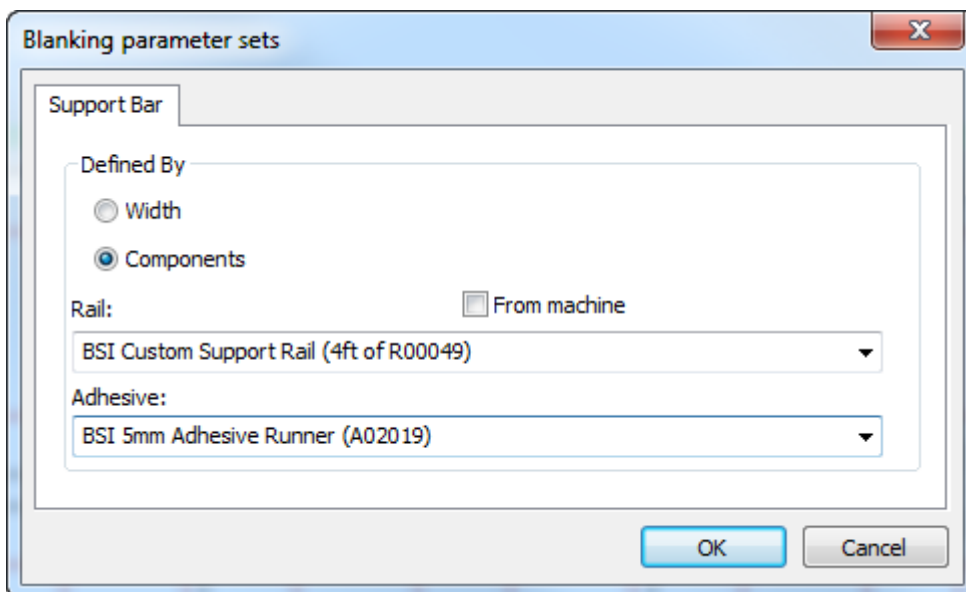 Blanking parameter sets
Support Bar
Defined By
Width
Components
Rail:
From machine
BSI Custom Support Rail (4ft of R00049)
Adhesive:
BSI 5mm Adhesive Runner (A02019)
OK
Cancel